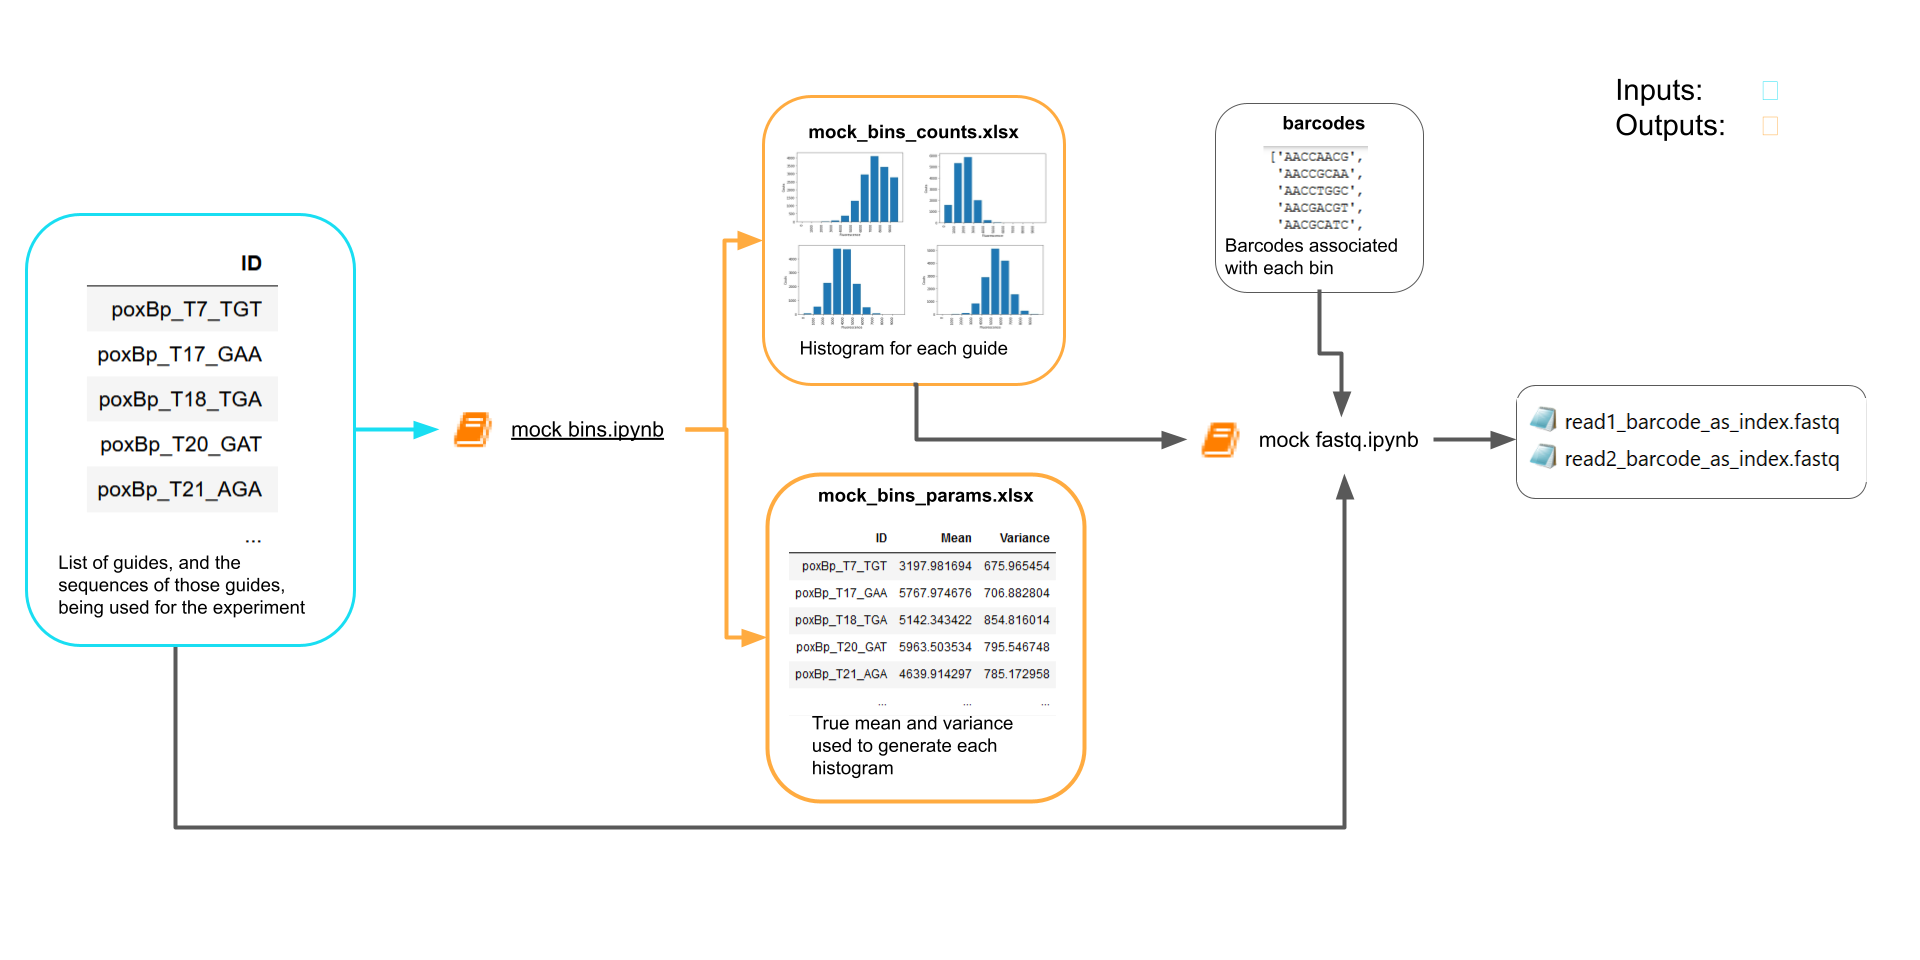 Inputs:
Outputs:
ID
poxBp_T7_TGT
poxBp_T17_GAA
poxBp_T18_TGA
poxBp_T20_GAT
poxBp_T21_AGA
...
List of guides, and the
sequences of those guides,
being used for the experiment
mock bins.ipynb
mock_bins_counts.xlsx
Histogram for each guide
mock_bins_params.xlsx
ID Mean Variance
poxBp_T7_TGT 3197.981694 675.965454
poxBp_T17_GAA 5767.974676 706.882804
poxBp_T18_TGA 5142.343422 854.816014
poxBp_T20_GAT 5963.503534 795.546748
poxBp_T21_AGA 4639.914297 785.172958
... ... ...
True mean and variance
used to generate each
histogram
barcodes
['AACCAACG',
'AACCGCAA',
'AACCTGGC',
'AACGACGT',
'AACGCATC',
Barcodes associated
with each bin
mock fastq.ipynb
read1_barcode_as_index.fastq
read2_barcode_as_index.fastq